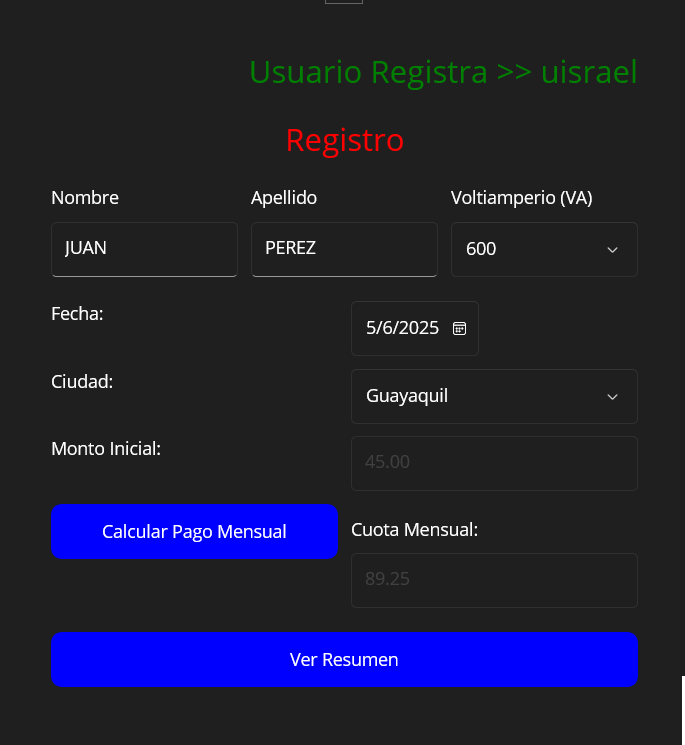 Usuario Registra >> uisrael
Registro
Nombre Apellido Voltiamperio (VA)
JUAN PEREZ 600
Fecha: 5/6/2025
Ciudad: Guayaquil
Monto Inicial: 45.00
Calcular Pago Mensual Cuota Mensual:
89.25
Ver Resumen